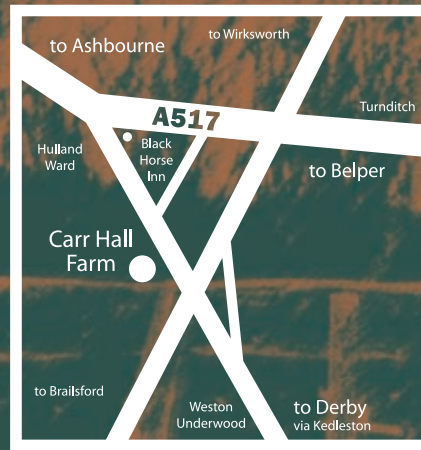 to Ashbourne
to Wirksworth
Turnditch
A517
Hulland
Ward
Black
Horse
Inn
to Belper
Carr Hall
Farm
to Brailsford
Weston
Underwood
to Derby
via Kedleston